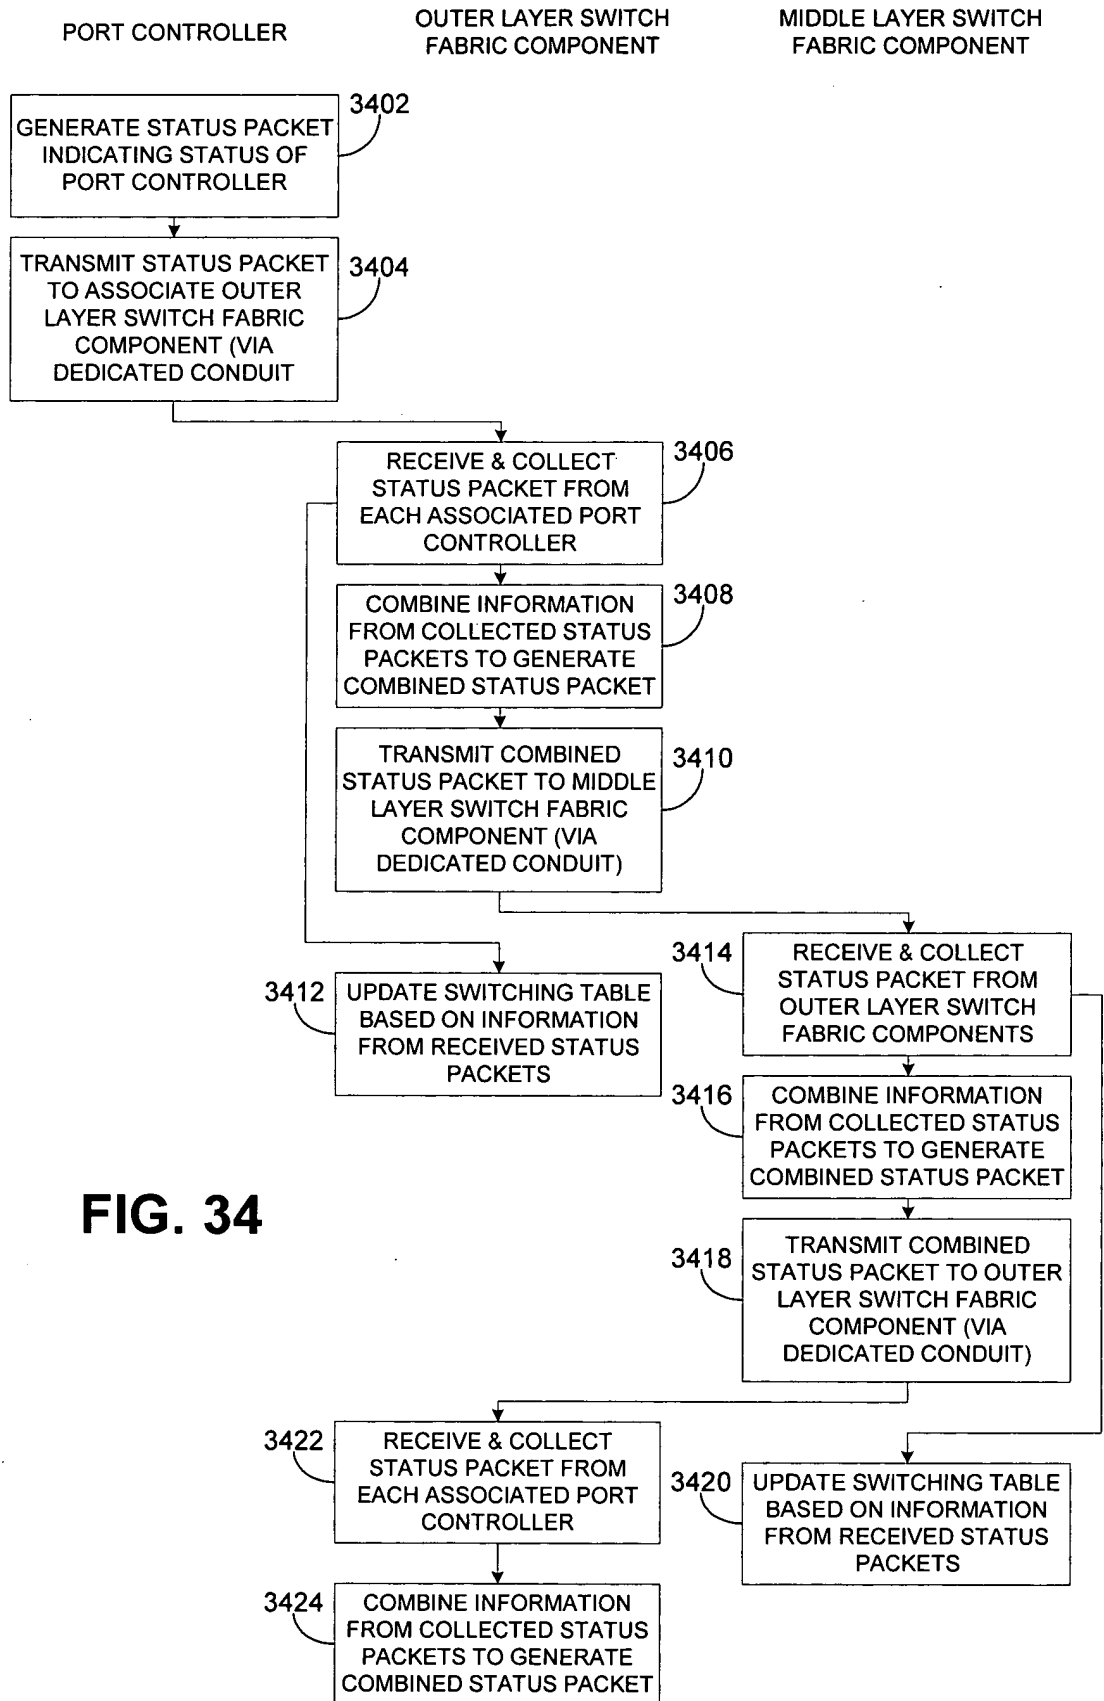 PORT CONTROLLER
OUTER LAYER SWITCH
FABRIC COMPONENT
MIDDLE LAYER SWITCH
FABRIC COMPONENT
3402
GENERATE STATUS PACKET
INDICATING STATUS OF
PORT CONTROLLER
3404
TRANSMIT STATUS PACKET
TO ASSOCIATE OUTER
LAYER SWITCH FABRIC
COMPONENT (VIA
DEDICATED CONDUIT
3406
RECEIVE & COLLECT
STATUS PACKET FROM
EACH ASSOCIATED PORT
CONTROLLER
3408
COMBINE INFORMATION
FROM COLLECTED STATUS
PACKETS TO GENERATE
COMBINED STATUS PACKET
3410
TRANSMIT COMBINED
STATUS PACKET TO MIDDLE
LAYER SWITCH FABRIC
COMPONENT (VIA
DEDICATED CONDUIT)
3412
UPDATE SWITCHING TABLE
BASED ON INFORMATION
FROM RECEIVED STATUS
PACKETS
3414
RECEIVE & COLLECT
STATUS PACKET FROM
OUTER LAYER SWITCH
FABRIC COMPONENTS
3416
COMBINE INFORMATION
FROM COLLECTED STATUS
PACKETS TO GENERATE
COMBINED STATUS PACKET
FIG. 34
3418
TRANSMIT COMBINED
STATUS PACKET TO OUTER
LAYER SWITCH FABRIC
COMPONENT (VIA
DEDICATED CONDUIT)
3422
RECEIVE & COLLECT
STATUS PACKET FROM
EACH ASSOCIATED PORT
CONTROLLER
3420
UPDATE SWITCHING TABLE
BASED ON INFORMATION
FROM RECEIVED STATUS
PACKETS
3424
COMBINE INFORMATION
FROM COLLECTED STATUS
PACKETS TO GENERATE
COMBINED STATUS PACKET